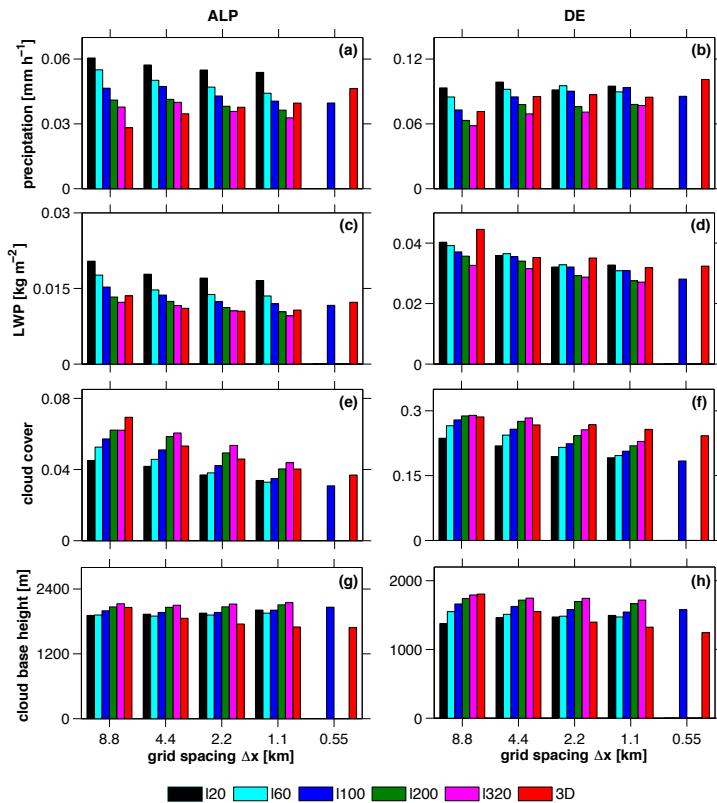 ALP DE
(a) (b)
0.06 0.12
0.03 0.06
0 0
preciptation [mm h⁻¹]
(c) (d)
0.03
0.04
0.015
0.02
0 0
LWP [kg m⁻²]
(e) (f)
0.08
0.3
0.04
0.15
0 0
cloud cover
(g) (h)
2400
2000
1200
1000
0 0
cloud base height [m]
8.8 4.4 2.2 1.1 0.55 8.8 4.4 2.2 1.1 0.55
grid spacing Δx [km] grid spacing Δx [km]
l20 l60 l100 l200 l320 3D